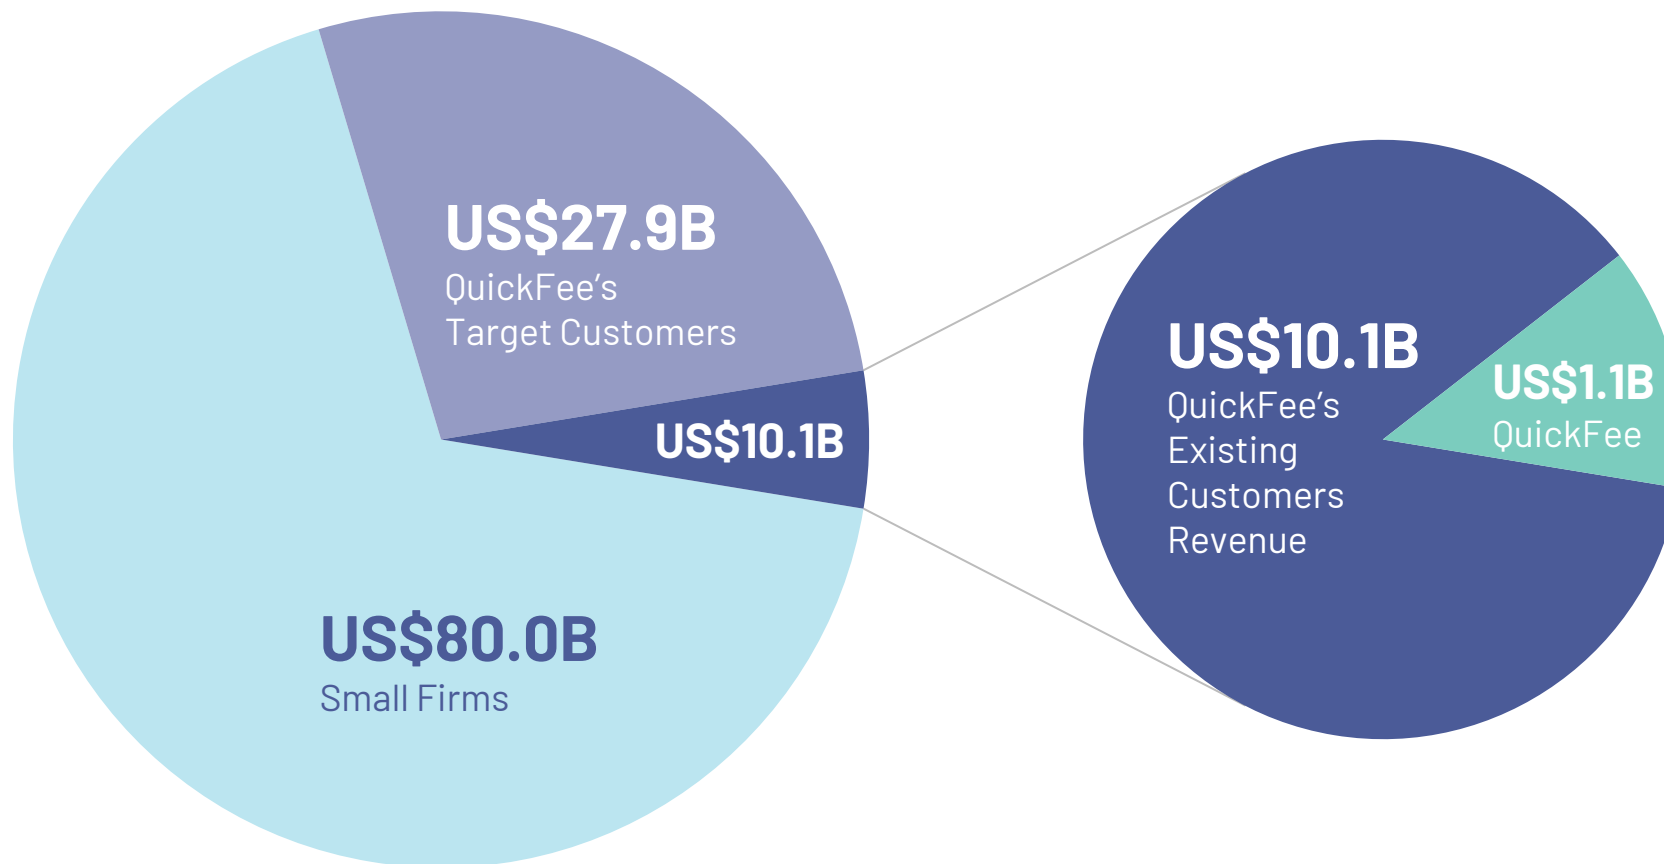 US$27.9B
QuickFee’s
Target Customers
US$10.1B
US$80.0B
Small Firms
US$10.1B
QuickFee’s
Existing
Customers
Revenue
US$1.1B
QuickFee